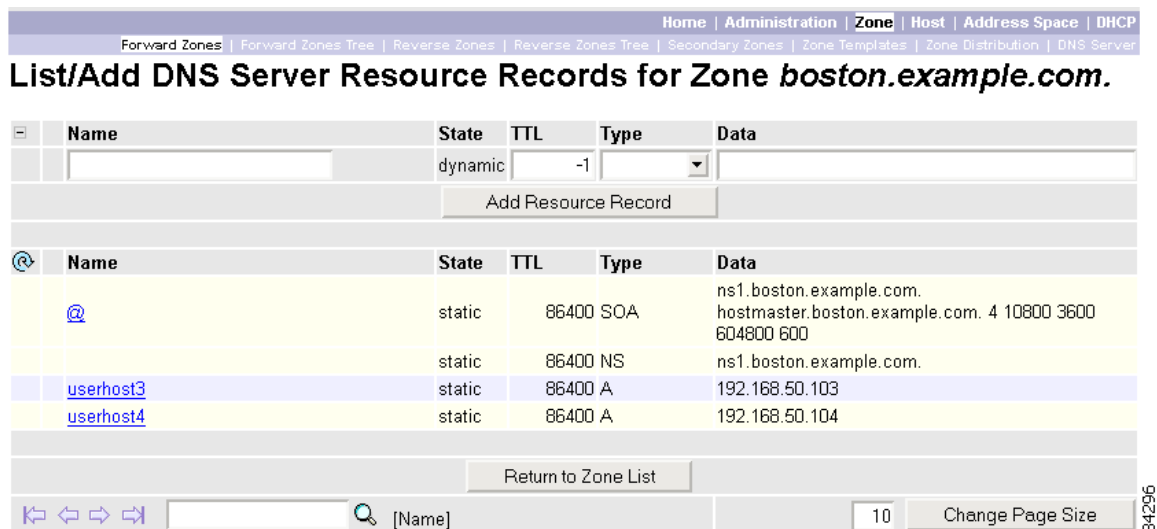 Home | Administration | Zone | Host | Address Space | DHCP
Forward Zones | Forward Zones Tree | Reverse Zones | Reverse Zones Tree | Secondary Zones | Zone Templates | Zone Distribution | DNS Server
List/Add DNS Server Resource Records for Zone boston.example.com.
Name State TTL Type Data
dynamic -1
Add Resource Record
Name State TTL Type Data
@ static 86400 SOA ns1.boston.example.com.
hostmaster.boston.example.com. 4 10800 3600
604800 600
static 86400 NS ns1.boston.example.com.
userhost3 static 86400 A 192.168.50.103
userhost4 static 86400 A 192.168.50.104
Return to Zone List
[Name] 10 Change Page Size